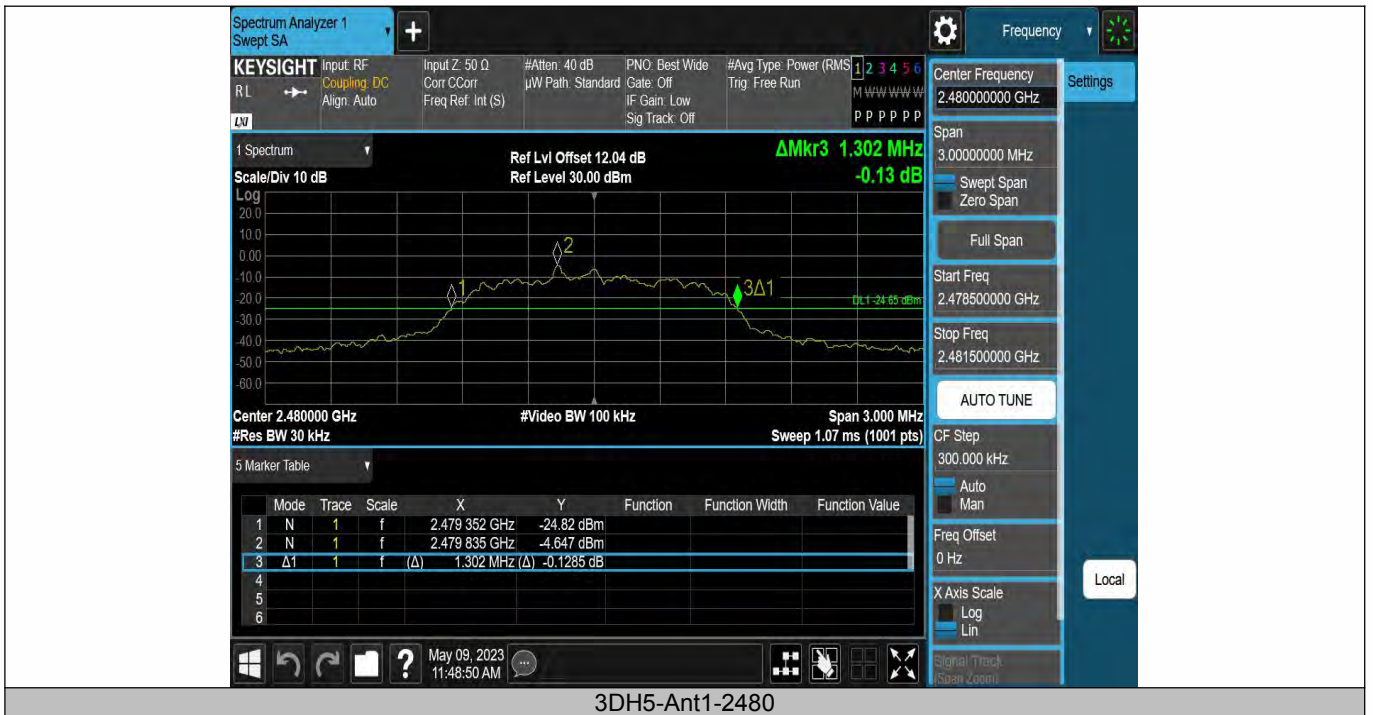 Spectrum Analyzer 1
Swept SA
+
Frequency
KEYSIGHT
RL
LXI
Input: RF
Coupling: DC
Align: Auto
Input Z: 50 Ω
Corr CCorr
Freq Ref: Int (S)
#Atten: 40 dB
µW Path: Standard
PNO: Best Wide
Gate: Off
IF Gain: Low
Sig Track: Off
#Avg Type: Power (RMS
Trig: Free Run
1 2 3 4 5 6
M W W W W W
P P P P P P
1 Spectrum
Scale/Div 10 dB
Ref Lvl Offset 12.04 dB
Ref Level 30.00 dBm
ΔMkr3 1.302 MHz
-0.13 dB
Log
20.0
10.0
0.00
-10.0
-20.0
-30.0
-40.0
-50.0
-60.0
1
2
3Δ1
DL1 -24.65 dBm
Center 2.480000 GHz
#Video BW 100 kHz
Span 3.000 MHz
#Res BW 30 kHz
Sweep 1.07 ms (1001 pts)
5 Marker Table
Mode Trace Scale X Y Function Function Width Function Value
1 N 1 f 2.479 352 GHz -24.82 dBm
2 N 1 f 2.479 835 GHz -4.647 dBm
3 Δ1 1 f (Δ) 1.302 MHz (Δ) -0.1285 dB
4
5
6
?
May 09, 2023
11:48:50 AM
Center Frequency
2.480000000 GHz
Settings
Span
3.00000000 MHz
Swept Span
Zero Span
Full Span
Start Freq
2.478500000 GHz
Stop Freq
2.481500000 GHz
AUTO TUNE
CF Step
300.000 kHz
Auto
Man
Freq Offset
0 Hz
X Axis Scale
Log
Lin
Local
Signal Track
(Span Zoom)
3DH5-Ant1-2480